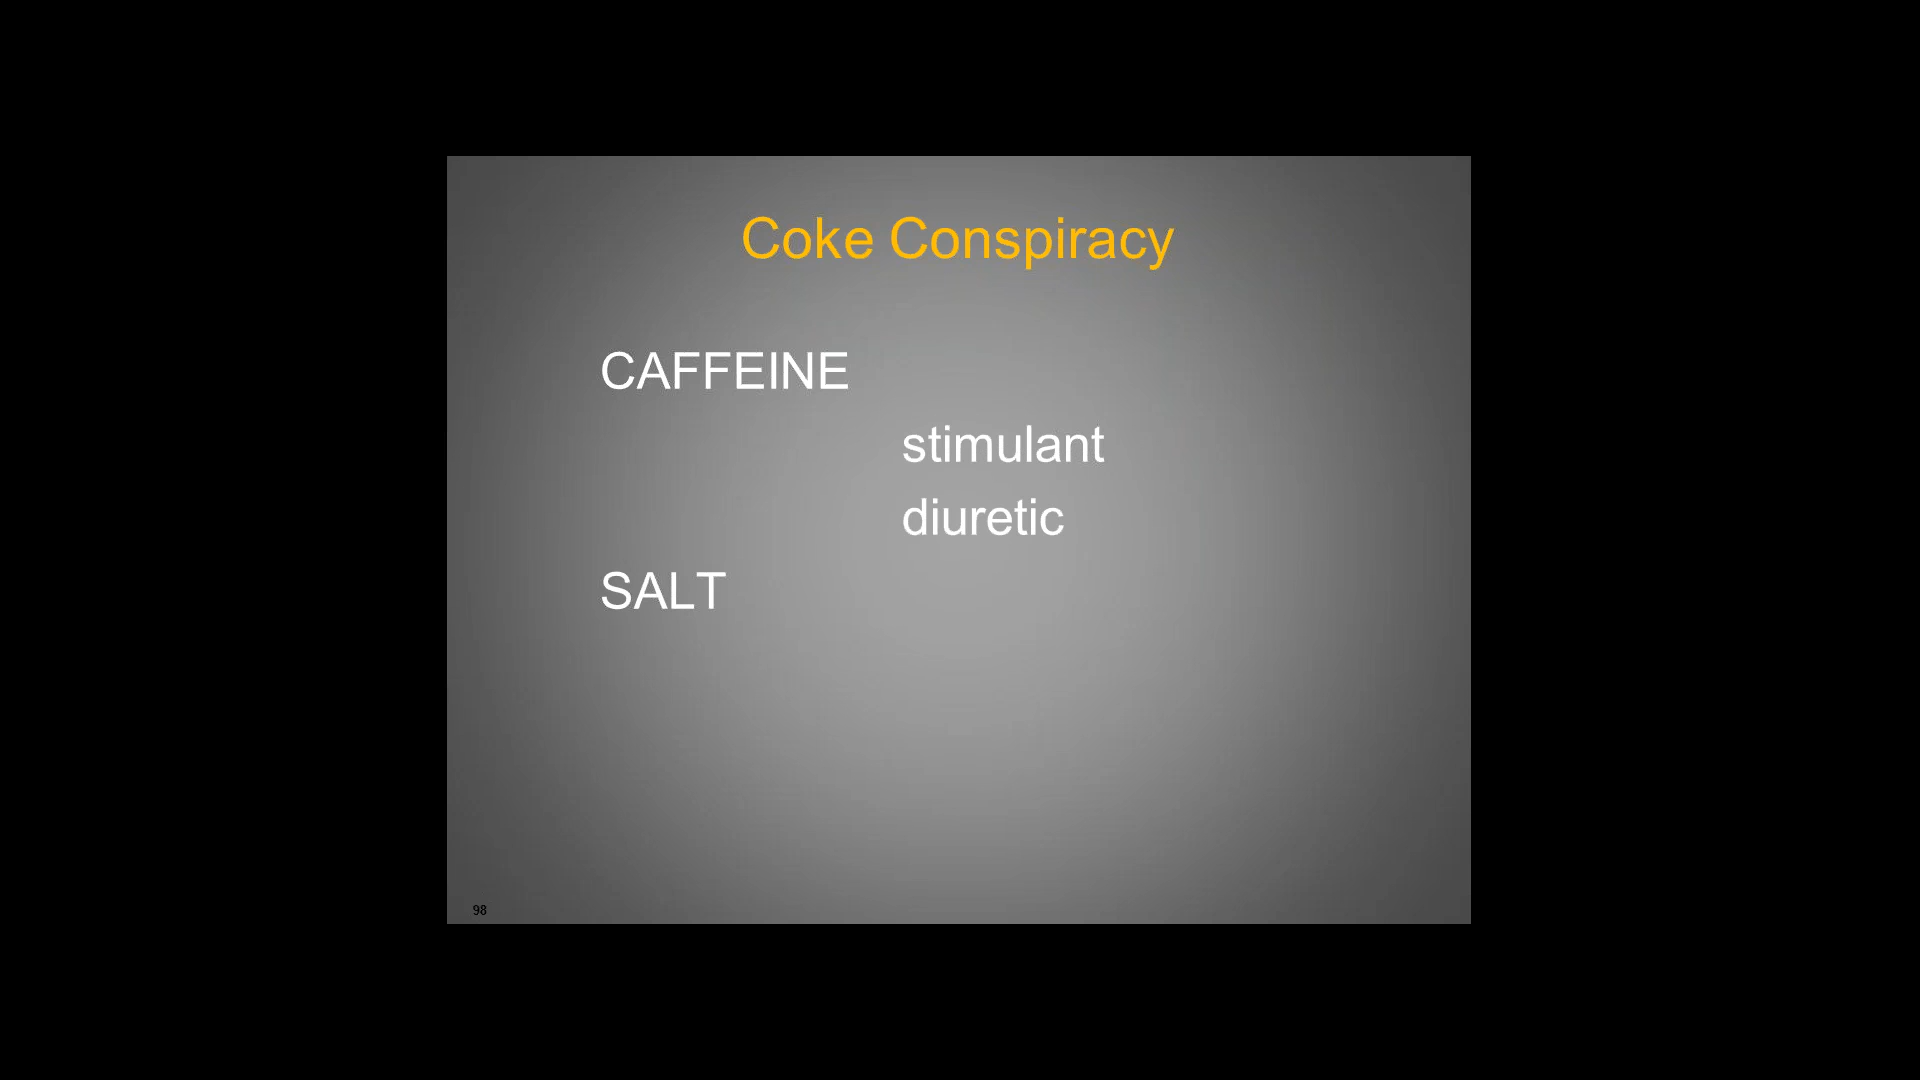 Coke Conspiracy
CAFFEINE
stimulant
diuretic
SALT
98